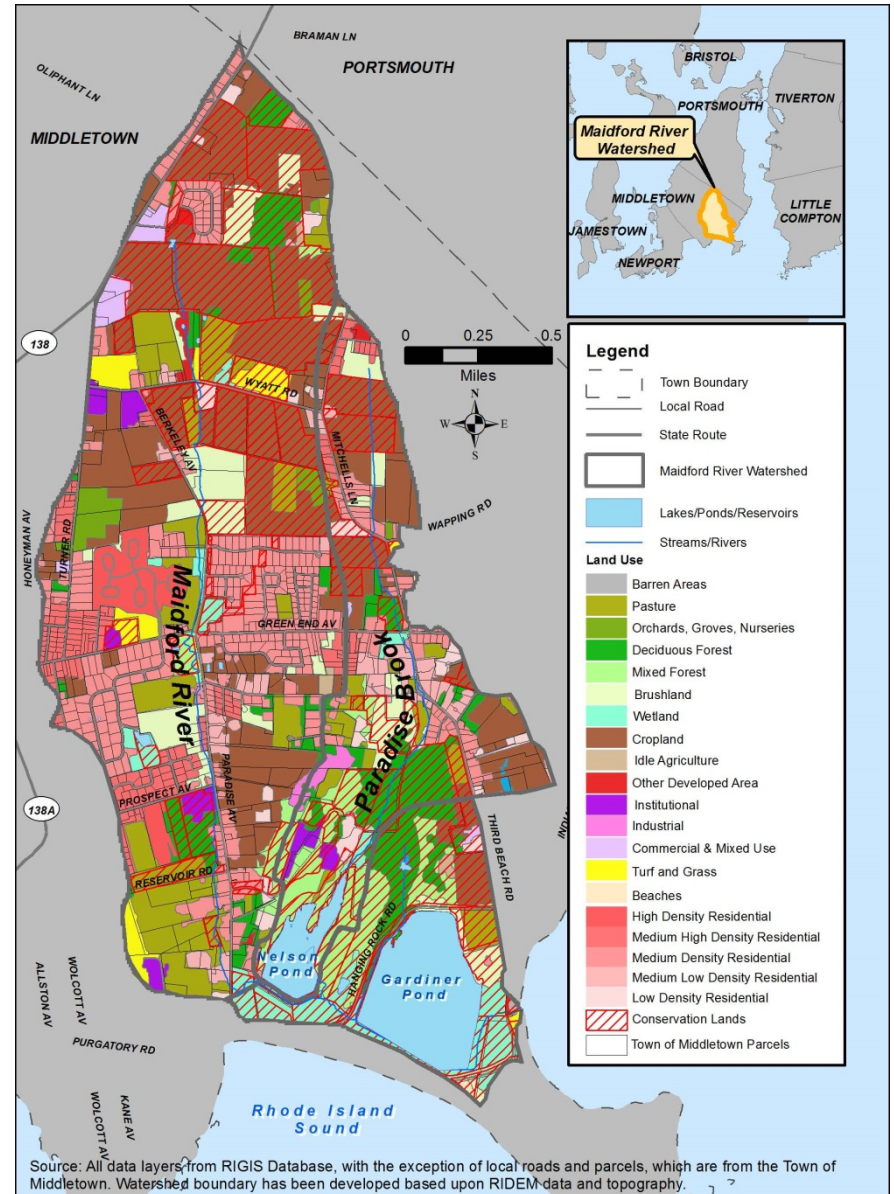 BRAMAN LN
OLIPHANT LN
PORTSMOUTH
MIDDLETOWN
138
WYATT RD
BERKELEY AV
MITCHELLS LN
WAPPING RD
HONEYMAN AV
TURNER RD
Maidford River
GREEN END AV
Paradise Brook
PARADISE AV
PROSPECT AV
138A
RESERVOIR RD
THIRD BEACH RD
HANGING ROCK RD
Nelson
Pond
Gardiner
Pond
ALLSTON AV
WOLCOTT AV
PURGATORY RD
KANE AV
WOLCOTT AV
Rhode Island
Sound
0 0.25 0.5
Miles
N
W E
S
BRISTOL
PORTSMOUTH
TIVERTON
Maidford River
Watershed
MIDDLETOWN
LITTLE
COMPTON
JAMESTOWN
NEWPORT
Legend
Town Boundary
Local Road
State Route
Maidford River Watershed
Lakes/Ponds/Reservoirs
Streams/Rivers
Land Use
Barren Areas
Pasture
Orchards, Groves, Nurseries
Deciduous Forest
Mixed Forest
Brushland
Wetland
Cropland
Idle Agriculture
Other Developed Area
Institutional
Industrial
Commercial & Mixed Use
Turf and Grass
Beaches
High Density Residential
Medium High Density Residential
Medium Density Residential
Medium Low Density Residential
Low Density Residential
Conservation Lands
Town of Middletown Parcels
Source: All data layers from RIGIS Database, with the exception of local roads and parcels, which are from the Town of
Middletown. Watershed boundary has been developed based upon RIDEM data and topography.